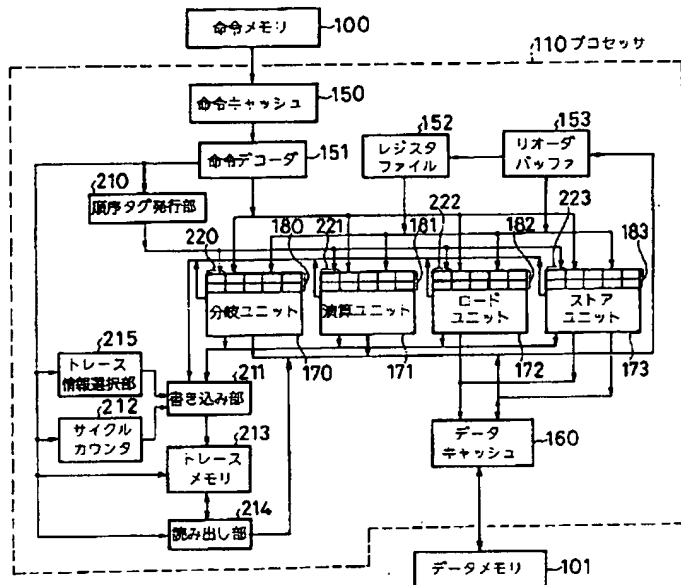 命令メモリ 100
110 プロセッサ
命令キャッシュ 150
命令デコーダ 151
152
レジスタ
ファイル
153
リオーダ
バッファ
210
順序タグ発行部
220
180
221
181
222
182
223
183
分岐ユニット
170
演算ユニット
171
ロード
ユニット
172
ストア
ユニット
173
215
トレース
情報選択部
211
書き込み部
212
サイクル
カウンタ
213
トレース
メモリ
214
読み出し部
データ
キャッシュ
160
データメモリ 101